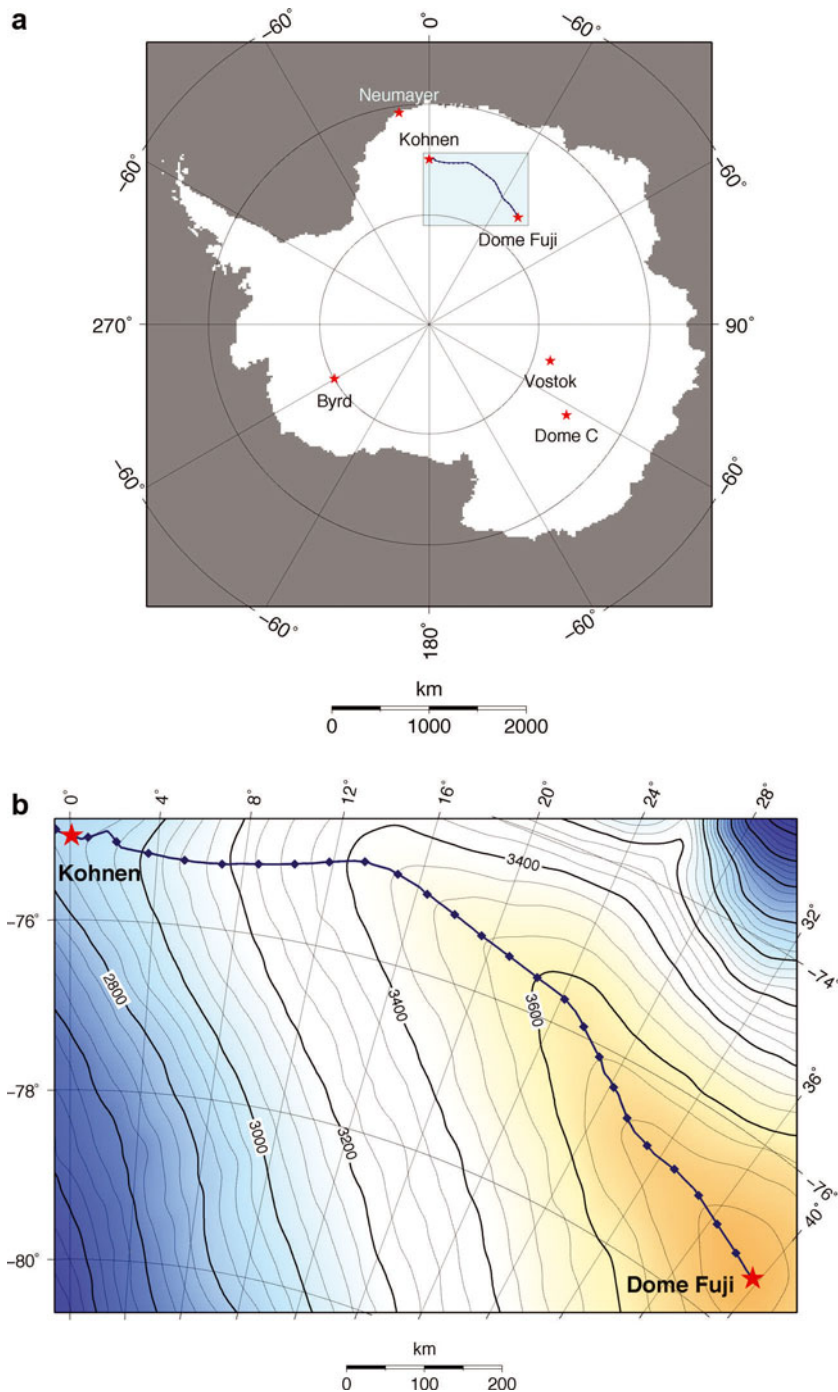 a
0°
−60°
−60°
Neumayer
Kohnen
−60°
−60°
Dome Fuji
270°
90°
Vostok
Byrd
Dome C
−60°
−60°
−60°
−60°
180°
km
0 1000 2000
b
0° 4° 8° 12° 16° 20° 24° 28°
Kohnen
3400
32°
−76°
−74°
2800
3400
3600
36°
−78°
3000
3200
−76°
40°
−80°
Dome Fuji
km
0 100 200